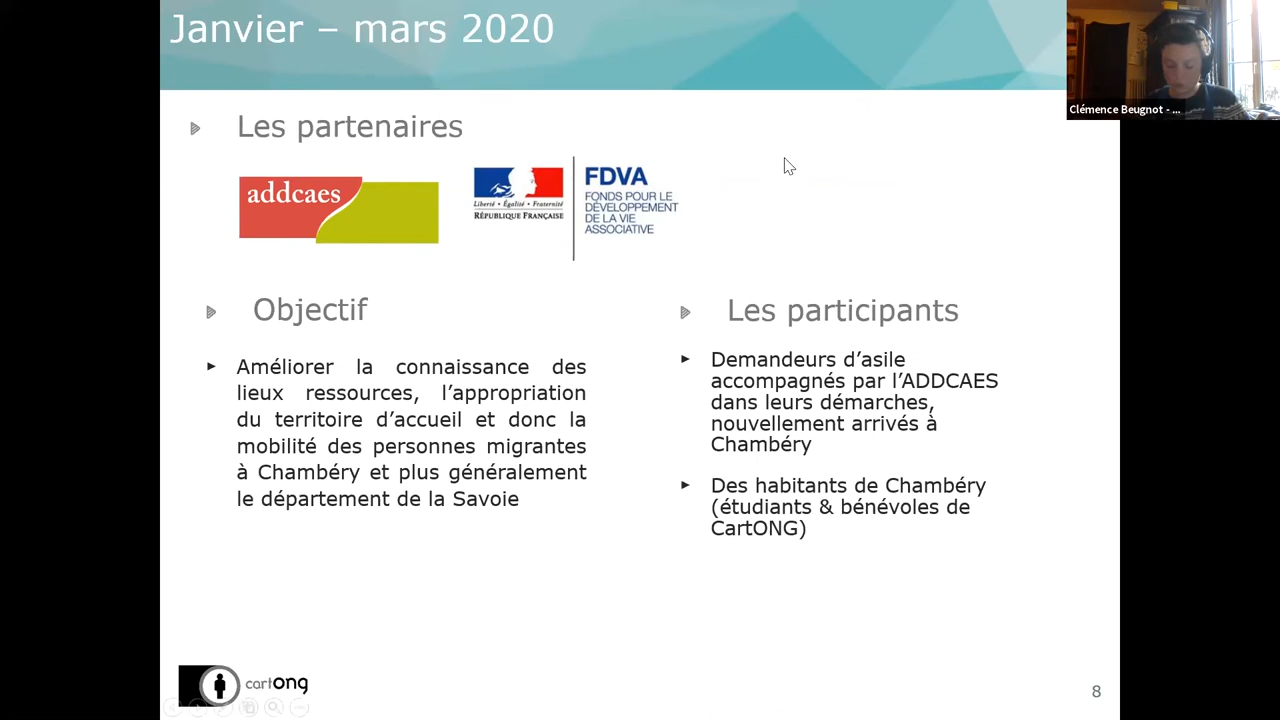 Janvier – mars 2020
Clémence Beugnot - ...
Les partenaires
addcaes
Liberté • Égalité • Fraternité
RÉPUBLIQUE FRANÇAISE
FDVA
FONDS POUR LE
DÉVELOPPEMENT
DE LA VIE
ASSOCIATIVE
Objectif
Améliorer la connaissance des
lieux ressources, l’appropriation
du territoire d’accueil et donc la
mobilité des personnes migrantes
à Chambéry et plus généralement
le département de la Savoie
Les participants
Demandeurs d’asile
accompagnés par l’ADDCAES
dans leurs démarches,
nouvellement arrivés à
Chambéry
Des habitants de Chambéry
(étudiants & bénévoles de
CartONG)
cartong
8